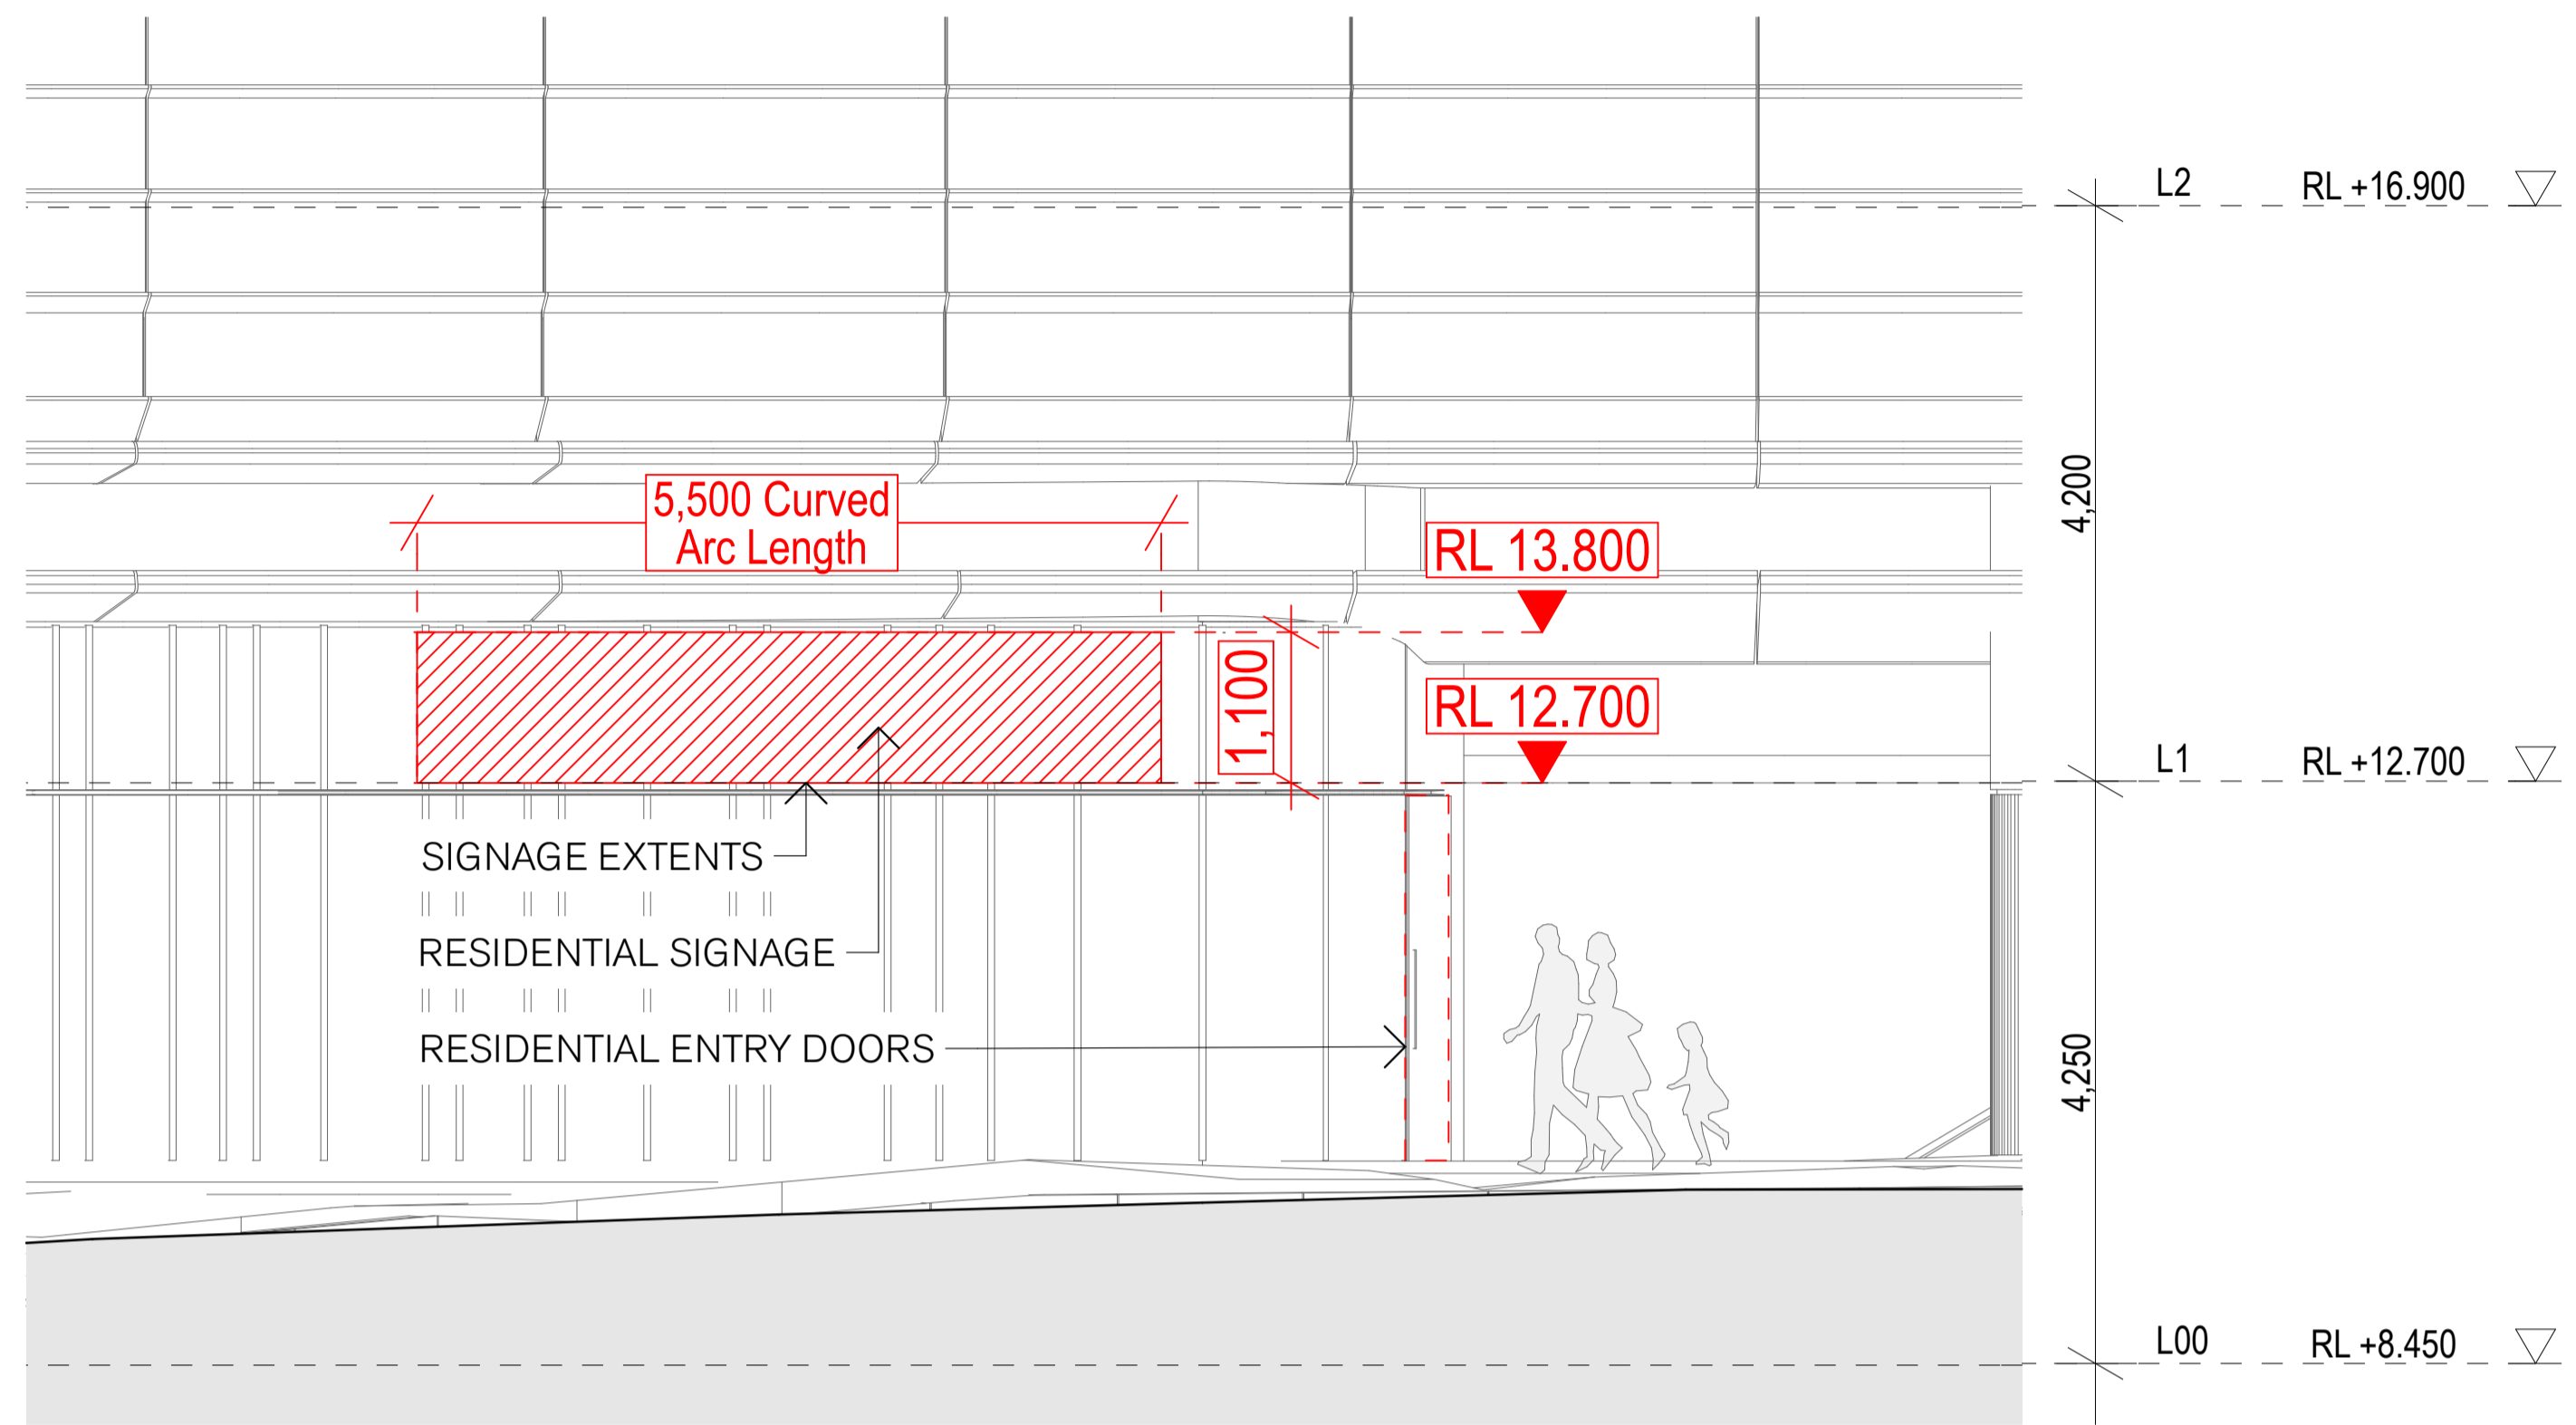 L2 RL +16.900
4,200
5,500 Curved
Arc Length
RL 13.800
1,100
RL 12.700
L1 RL +12.700
SIGNAGE EXTENTS
RESIDENTIAL SIGNAGE
RESIDENTIAL ENTRY DOORS
4,250
L00 RL +8.450